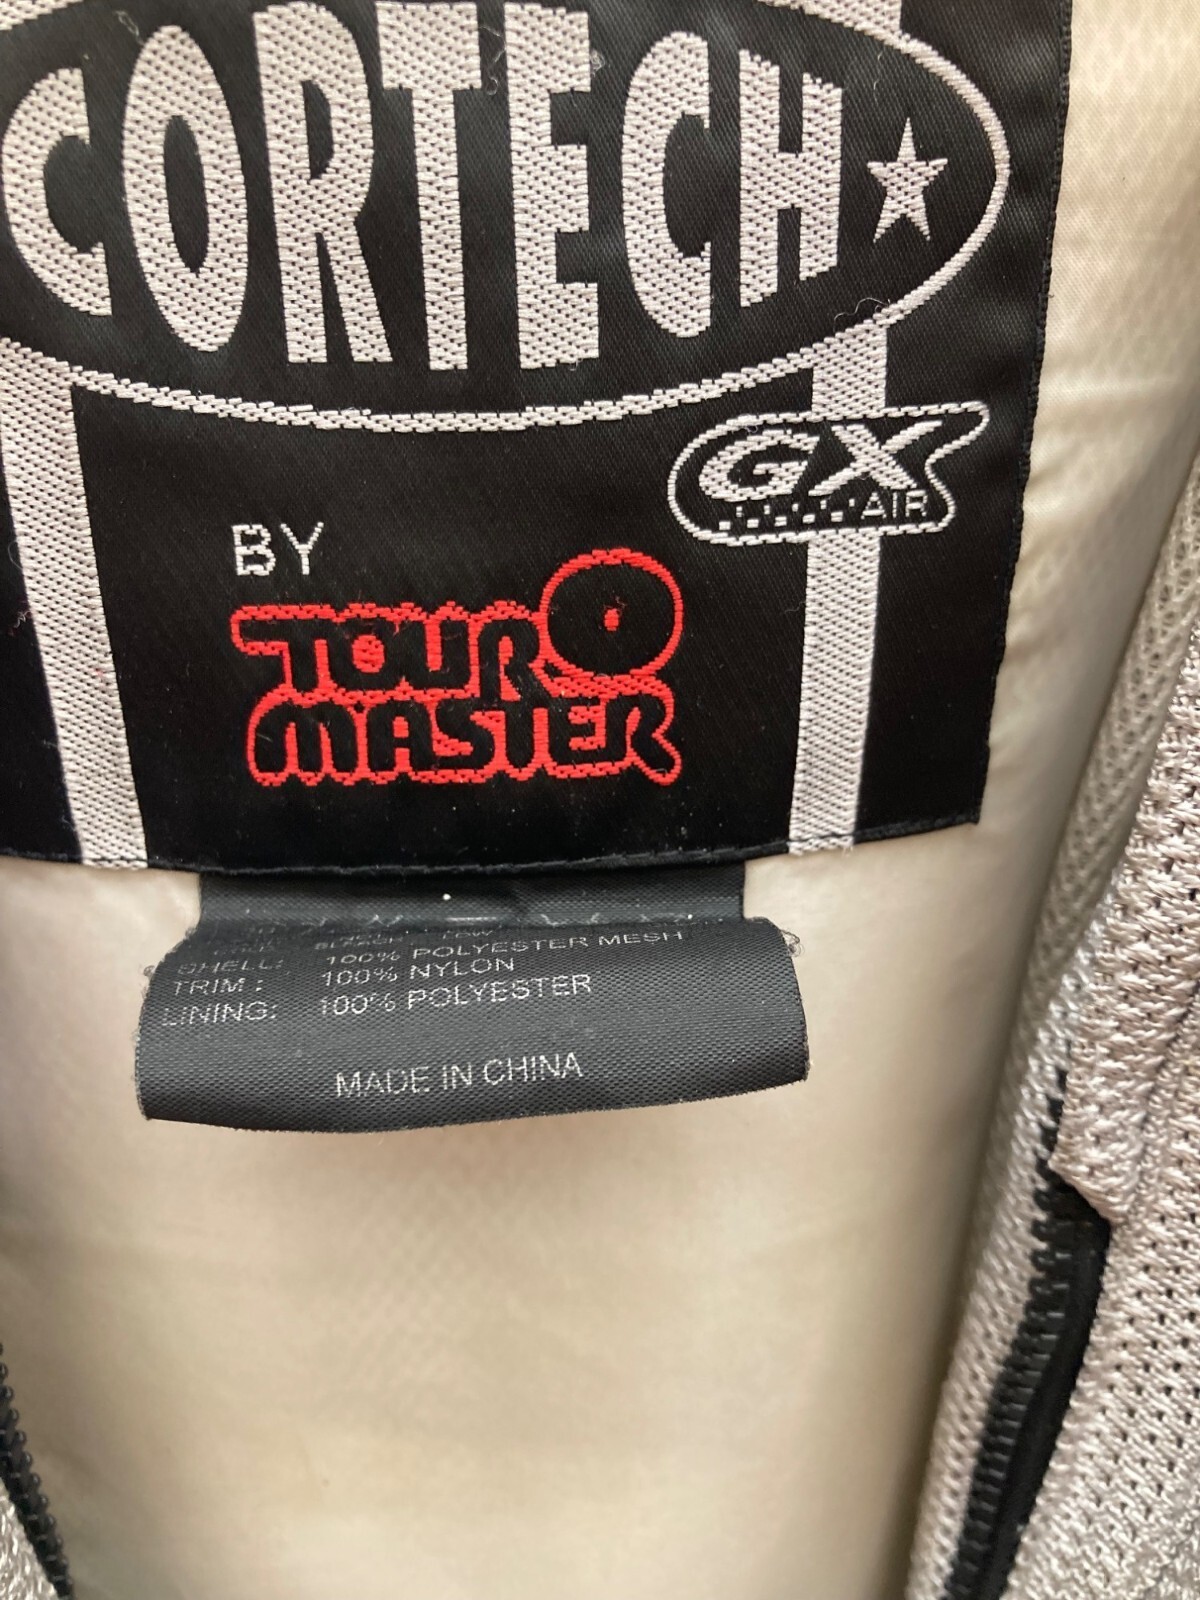 CORTECH
GX
AIR
BY
TOUR
MASTER
SHELL: 100% POLYESTER MESH
TRIM : 100% NYLON
LINING: 100% POLYESTER
MADE IN CHINA